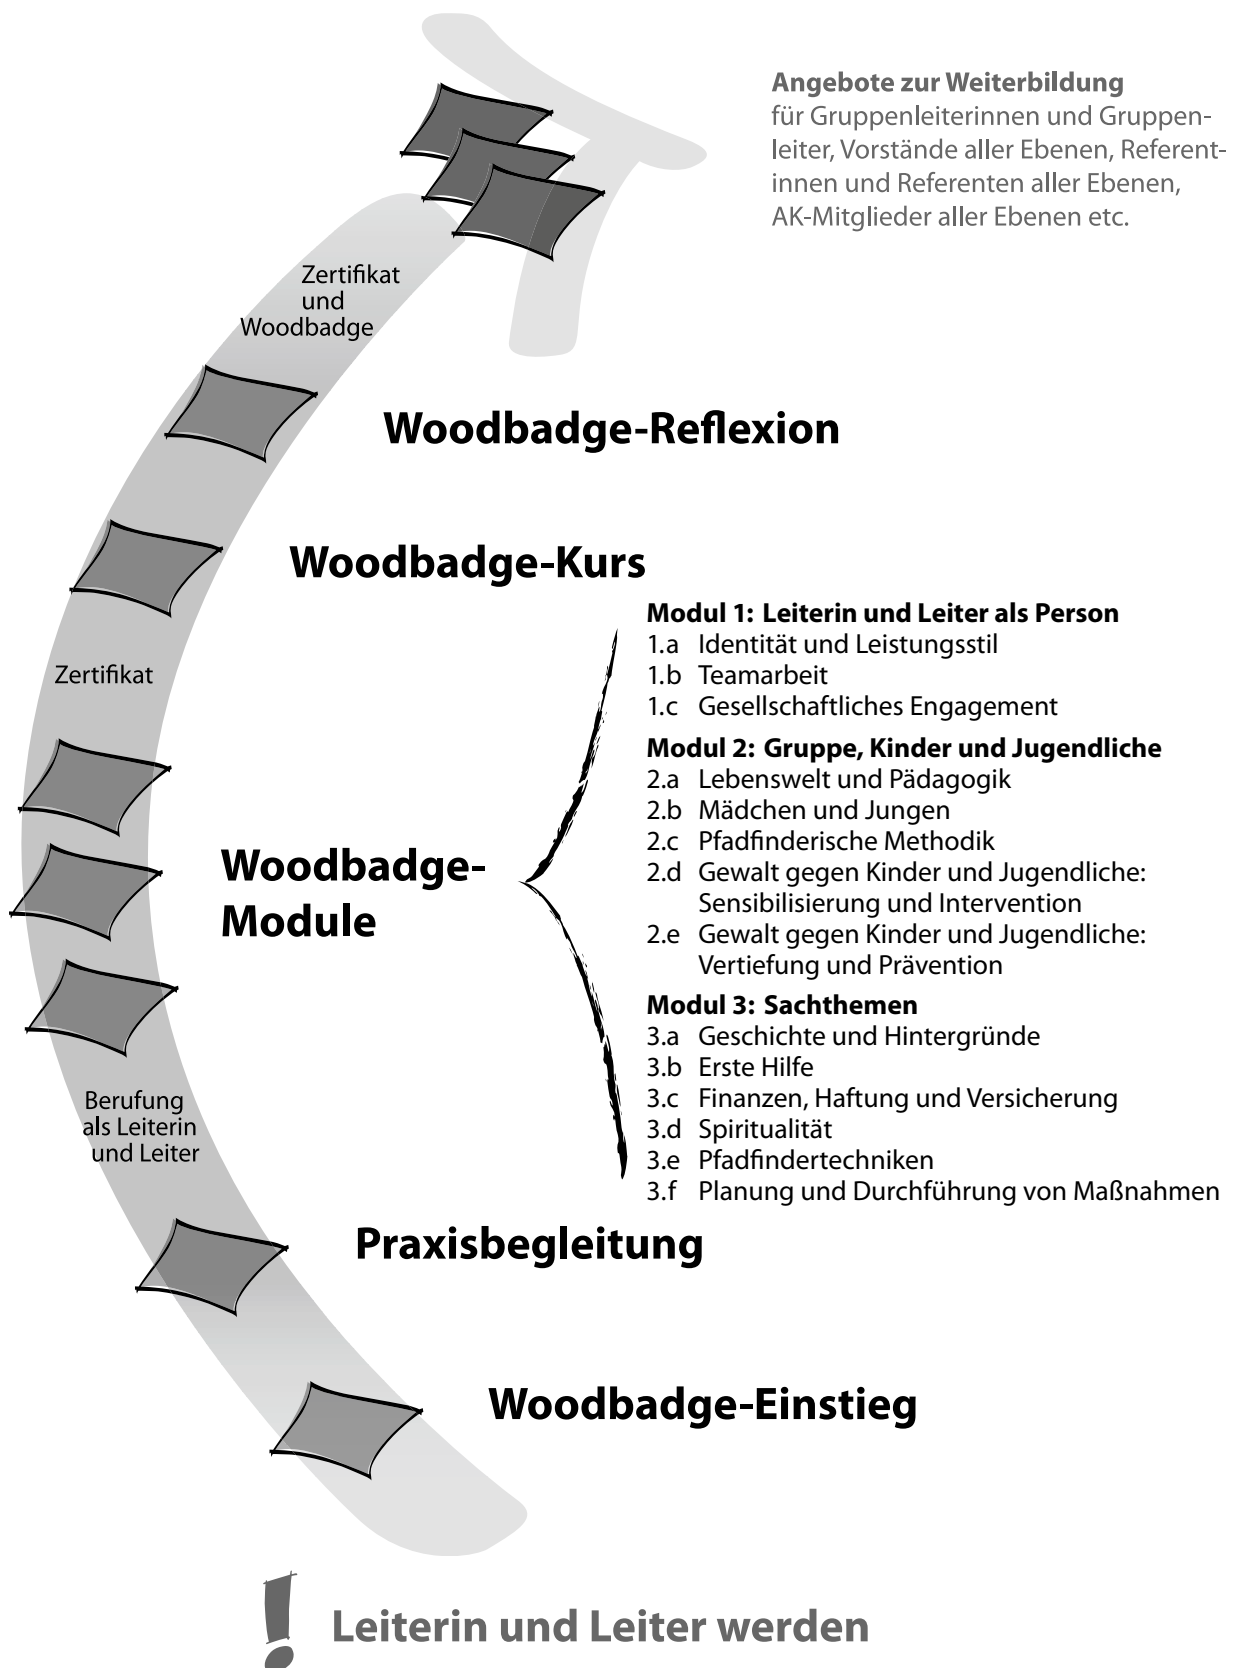 Angebote zur Weiterbildung
für Gruppenleiterinnen und Gruppen-
leiter, Vorstände aller Ebenen, Referent-
innen und Referenten aller Ebenen,
AK-Mitglieder aller Ebenen etc.
Zertifikat
und
Woodbadge
Woodbadge-Reflexion
Woodbadge-Kurs
Zertifikat
Woodbadge-
Module
Modul 1: Leiterin und Leiter als Person
1.a Identität und Leistungsstil
1.b Teamarbeit
1.c Gesellschaftliches Engagement
Modul 2: Gruppe, Kinder und Jugendliche
2.a Lebenswelt und Pädagogik
2.b Mädchen und Jungen
2.c Pfadfinderische Methodik
2.d Gewalt gegen Kinder und Jugendliche:
Sensibilisierung und Intervention
2.e Gewalt gegen Kinder und Jugendliche:
Vertiefung und Prävention
Modul 3: Sachthemen
3.a Geschichte und Hintergründe
3.b Erste Hilfe
3.c Finanzen, Haftung und Versicherung
3.d Spiritualität
3.e Pfadfindertechniken
3.f Planung und Durchführung von Maßnahmen
Berufung
als Leiterin
und Leiter
Praxisbegleitung
Woodbadge-Einstieg
! Leiterin und Leiter werden